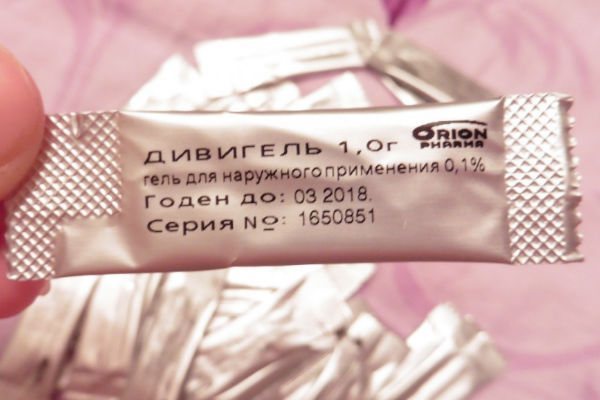 ORION
PHARMA
ДИВИГЕЛЬ 1,0г
гель для наружного применения 0,1%
Годен до: 03 2018.
Серия №: 1650851